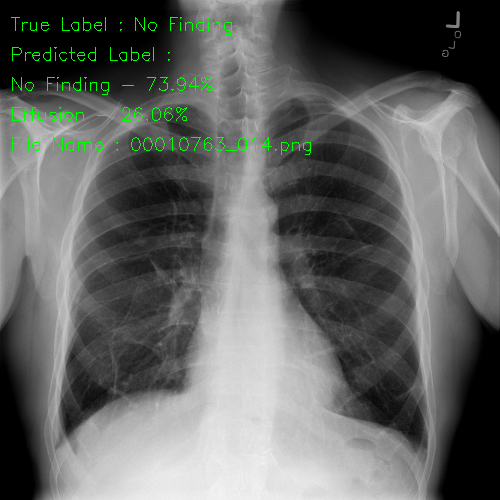 True Label : No Finding
Predicted Label :
No Finding - 73.94%
Effusion - 26.06%
File Name : 00010763_014.png
L